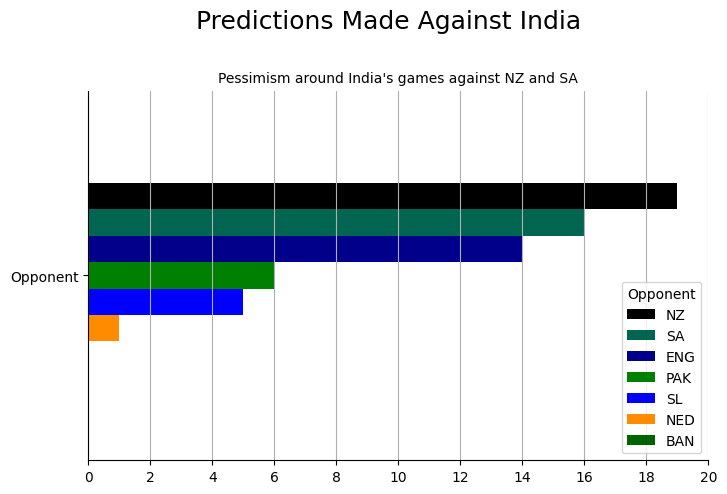 Predictions Made Against India
Pessimism around India's games against NZ and SA
Opponent
Opponent
NZ
SA
ENG
PAK
SL
NED
BAN
0 2 4 6 8 10 12 14 16 18 20